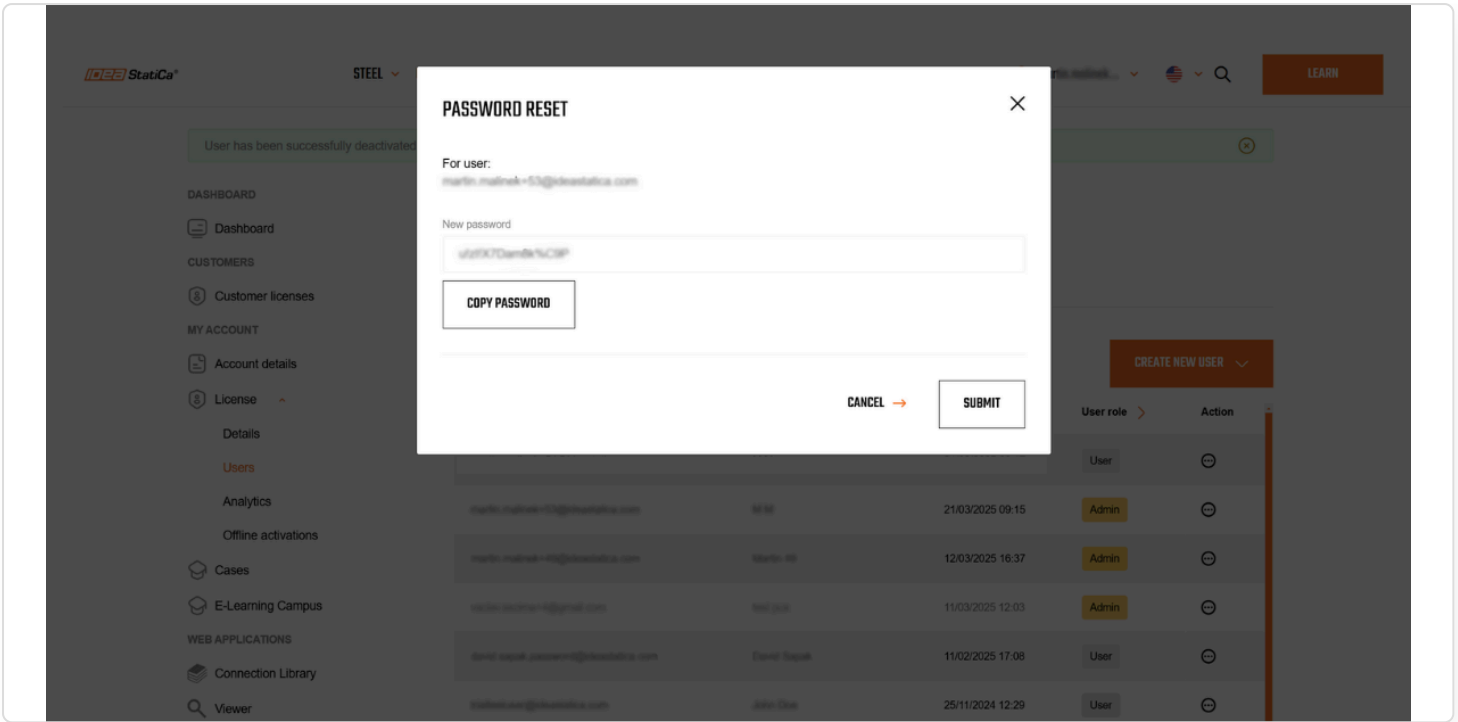 IDEA StatiCa®
STEEL
LEARN
PASSWORD RESET
User has been successfully deactivated
For user:
New password
COPY PASSWORD
CANCEL →
SUBMIT
DASHBOARD
Dashboard
CUSTOMERS
Customer licenses
MY ACCOUNT
Account details
License
Details
Users
Analytics
Offline activations
Cases
E-Learning Campus
WEB APPLICATIONS
Connection Library
Viewer
CREATE NEW USER
User role Action
User
21/03/2025 09:15 Admin
12/03/2025 16:37 Admin
11/03/2025 12:03 Admin
11/02/2025 17:08 User
25/11/2024 12:29 User